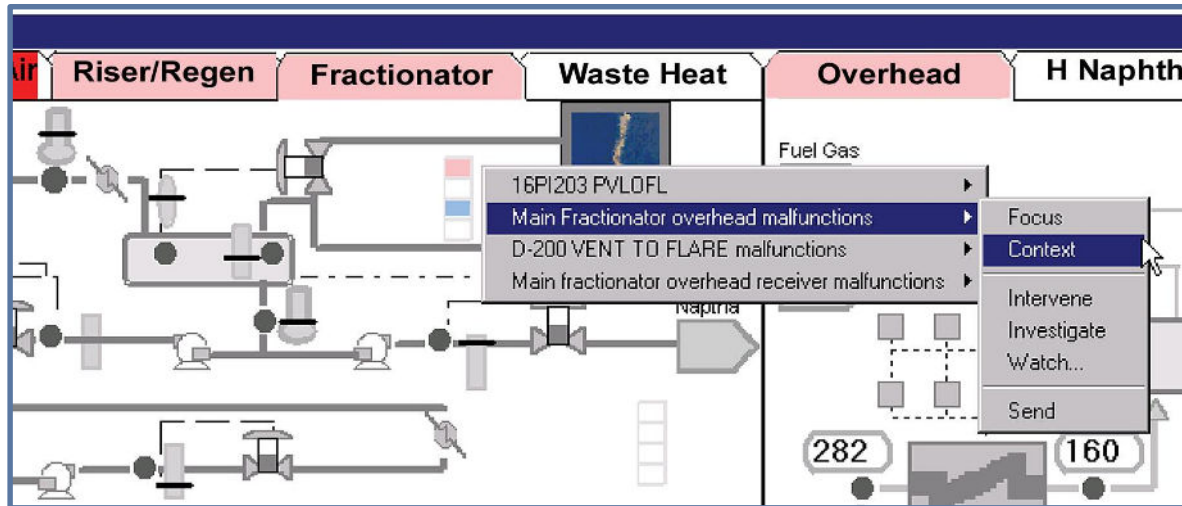 Air
Riser/Regen
Fractionator
Waste Heat
Overhead
H Naphth
Fuel Gas
16PI203 PVLOFL
Main Fractionator overhead malfunctions
D-200 VENT TO FLARE malfunctions
Main fractionator overhead receiver malfunctions
Focus
Context
Intervene
Investigate
Watch...
Send
Naptha
282
160